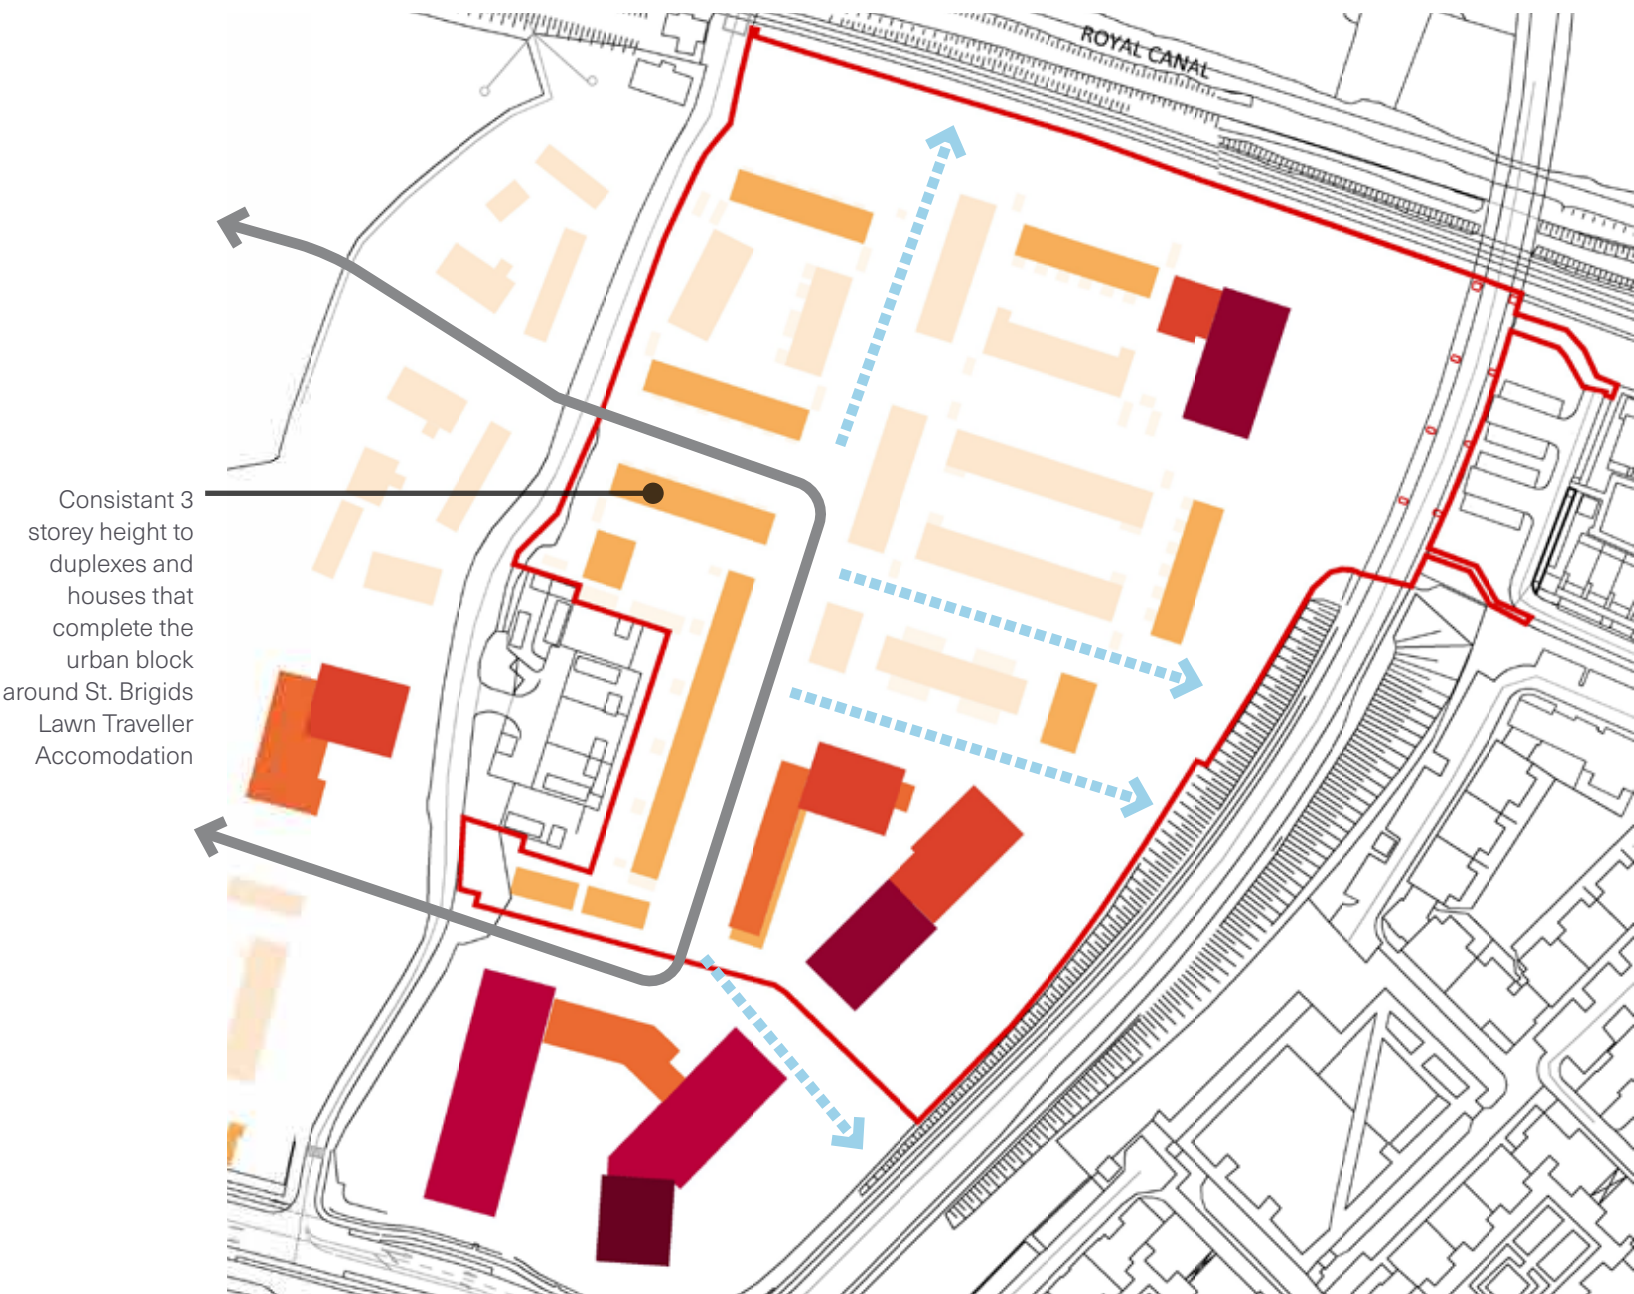 ROYAL CANAL
Consistant 3
storey height to
duplexes and
houses that
complete the
urban block
around St. Brigids
Lawn Traveller
Accomodation